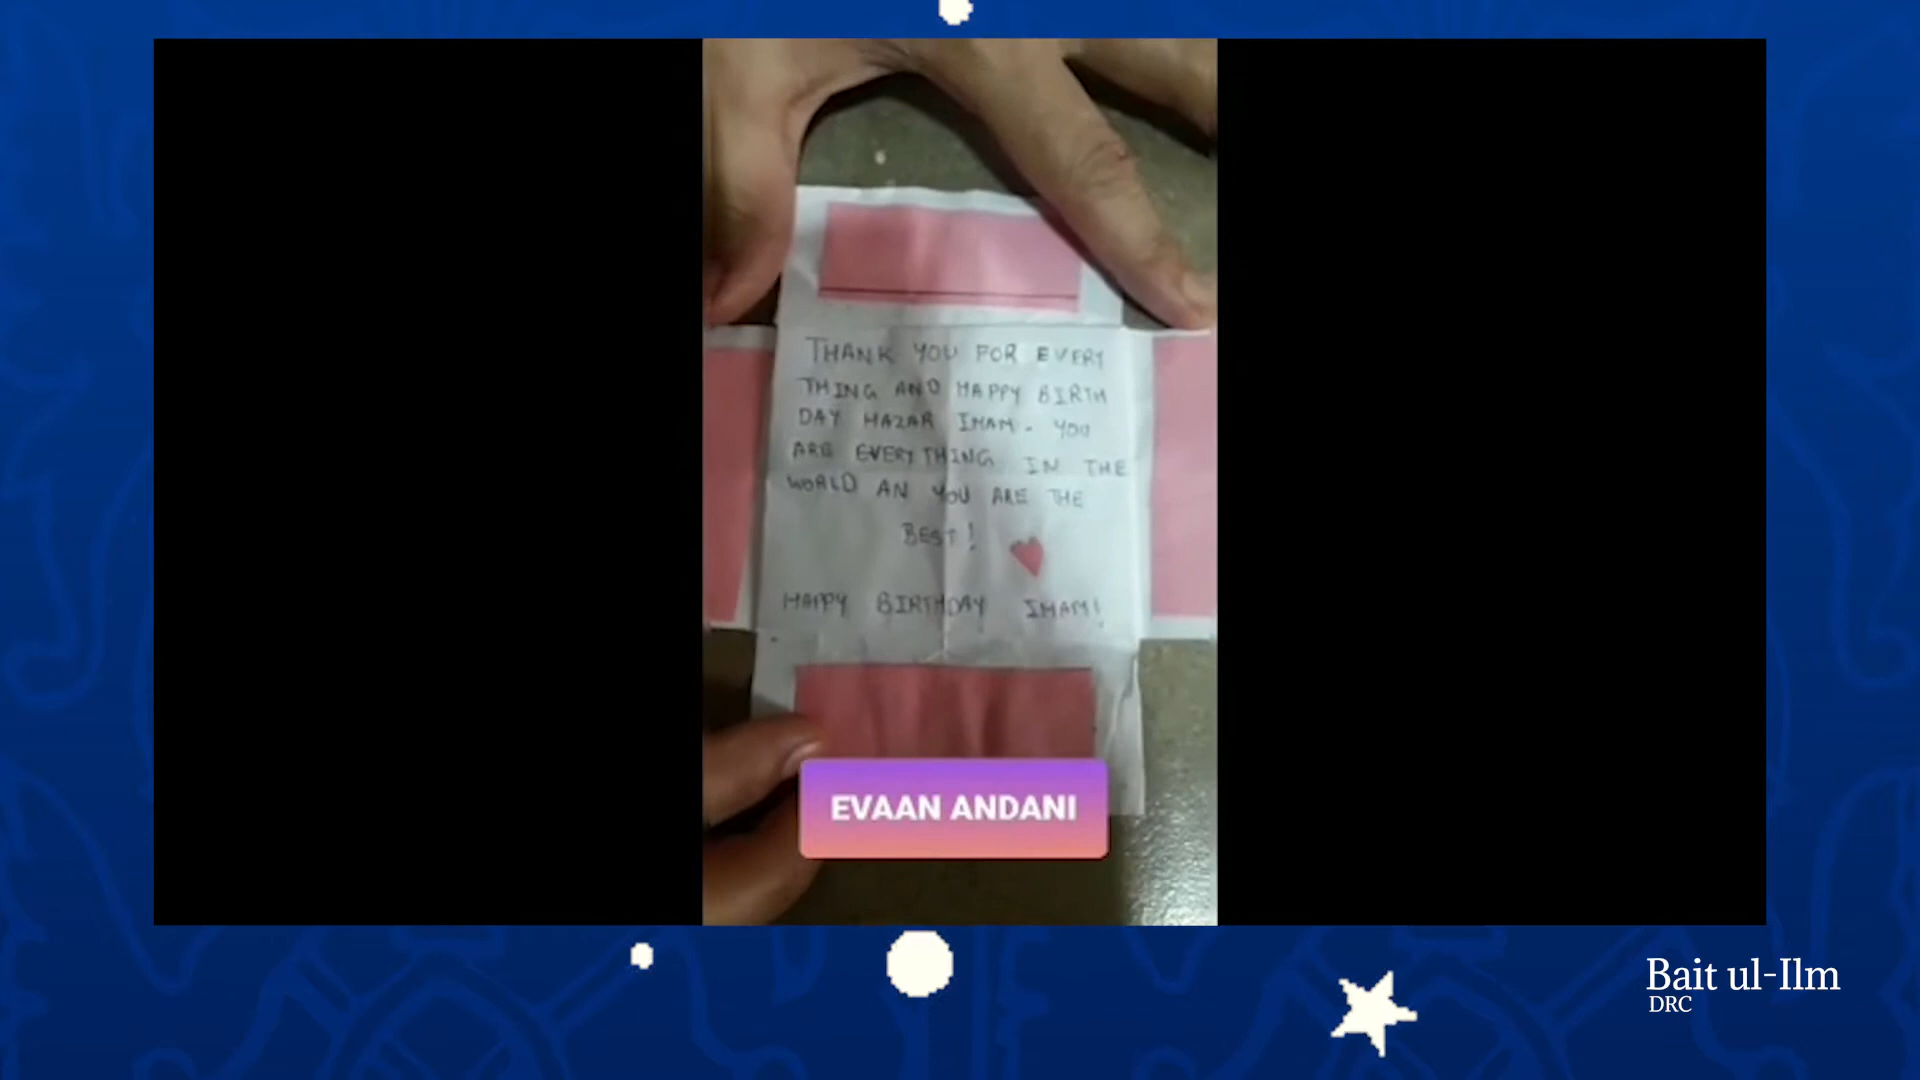 THANK YOU FOR EVERY
THING AND HAPPY BIRTH
DAY HAZAR IMAM. YOU
ARE EVERYTHING IN THE
WORLD AN YOU ARE THE
BEST!
HAPPY BIRTHDAY IMAM!
EVAAN ANDANI
Bait ul-Ilm
DRC